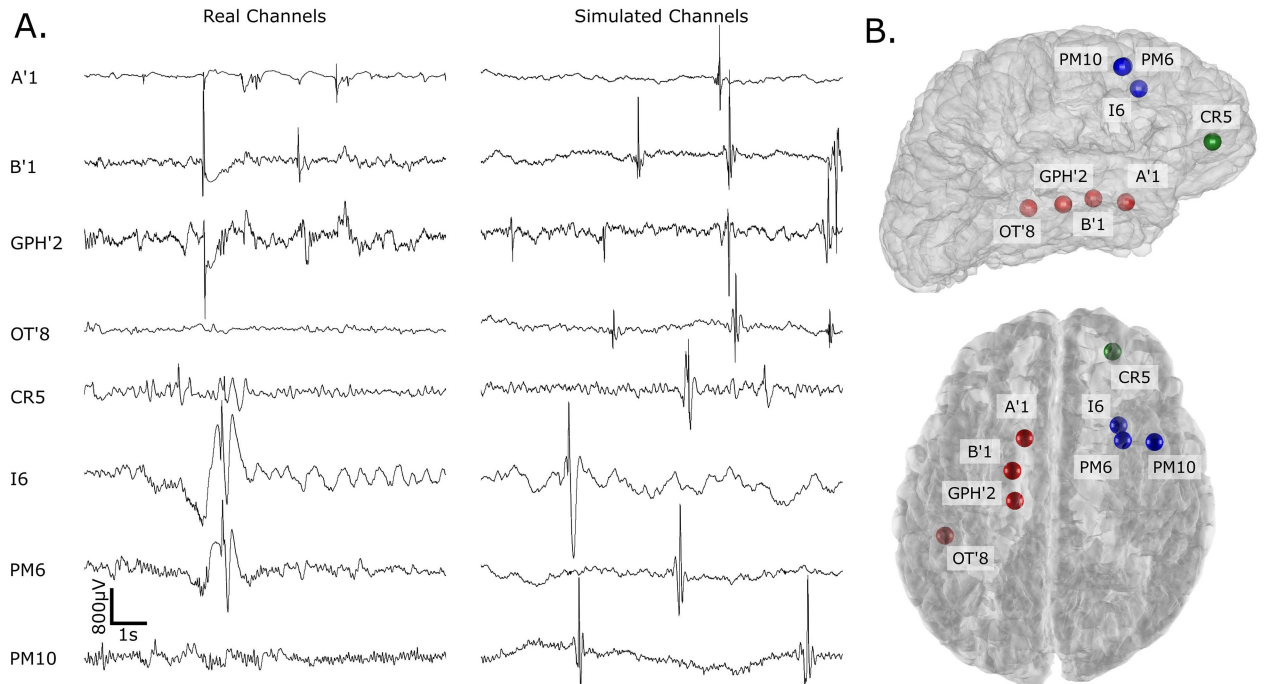 A.
Real Channels
Simulated Channels
A'1
B'1
GPH'2
OT'8
CR5
I6
PM6
800μV
1s
PM10
B.
PM10 PM6
I6
CR5
GPH'2 A'1
OT'8 B'1
CR5
A'1 I6
B'1 PM6 PM10
GPH'2
OT'8